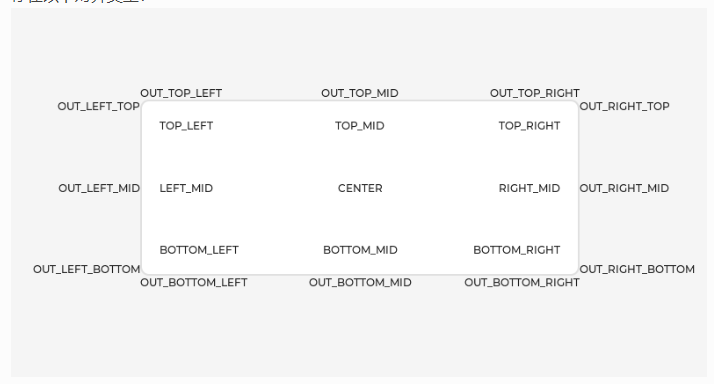 OUT_TOP_LEFT OUT_TOP_MID OUT_TOP_RIGHT
OUT_LEFT_TOP OUT_RIGHT_TOP
TOP_LEFT TOP_MID TOP_RIGHT
OUT_LEFT_MID LEFT_MID CENTER RIGHT_MID OUT_RIGHT_MID
BOTTOM_LEFT BOTTOM_MID BOTTOM_RIGHT
OUT_LEFT_BOTTOM OUT_RIGHT_BOTTOM
OUT_BOTTOM_LEFT OUT_BOTTOM_MID OUT_BOTTOM_RIGHT